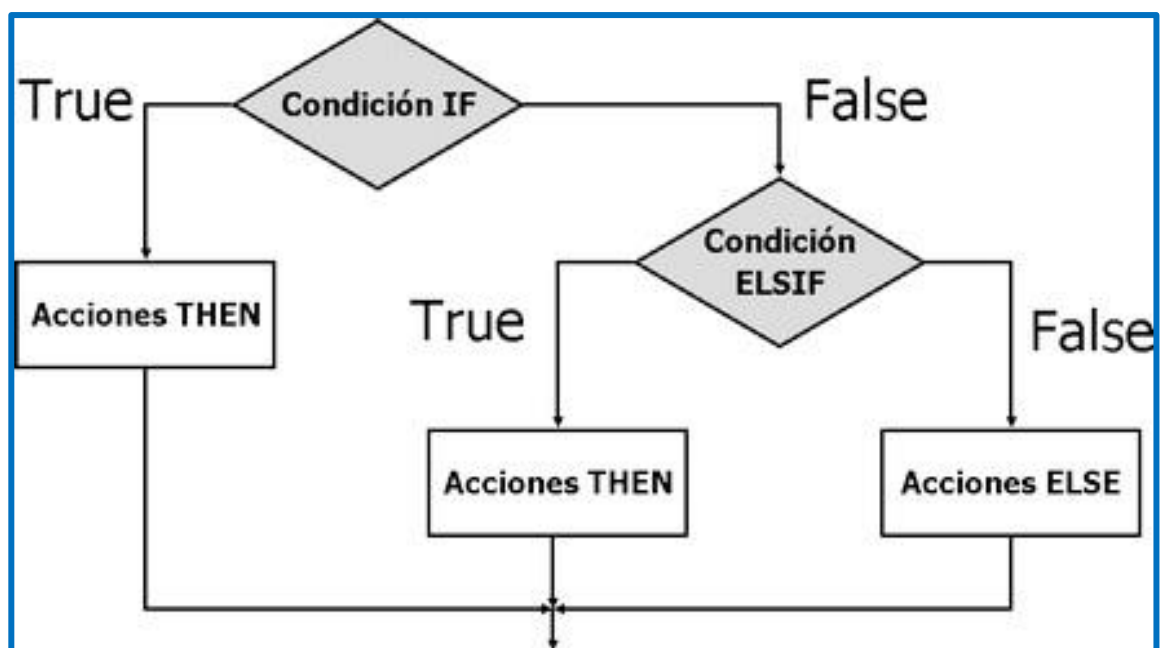 True
Condición IF
False
Condición
ELSIF
Acciones THEN
True
False
Acciones THEN
Acciones ELSE